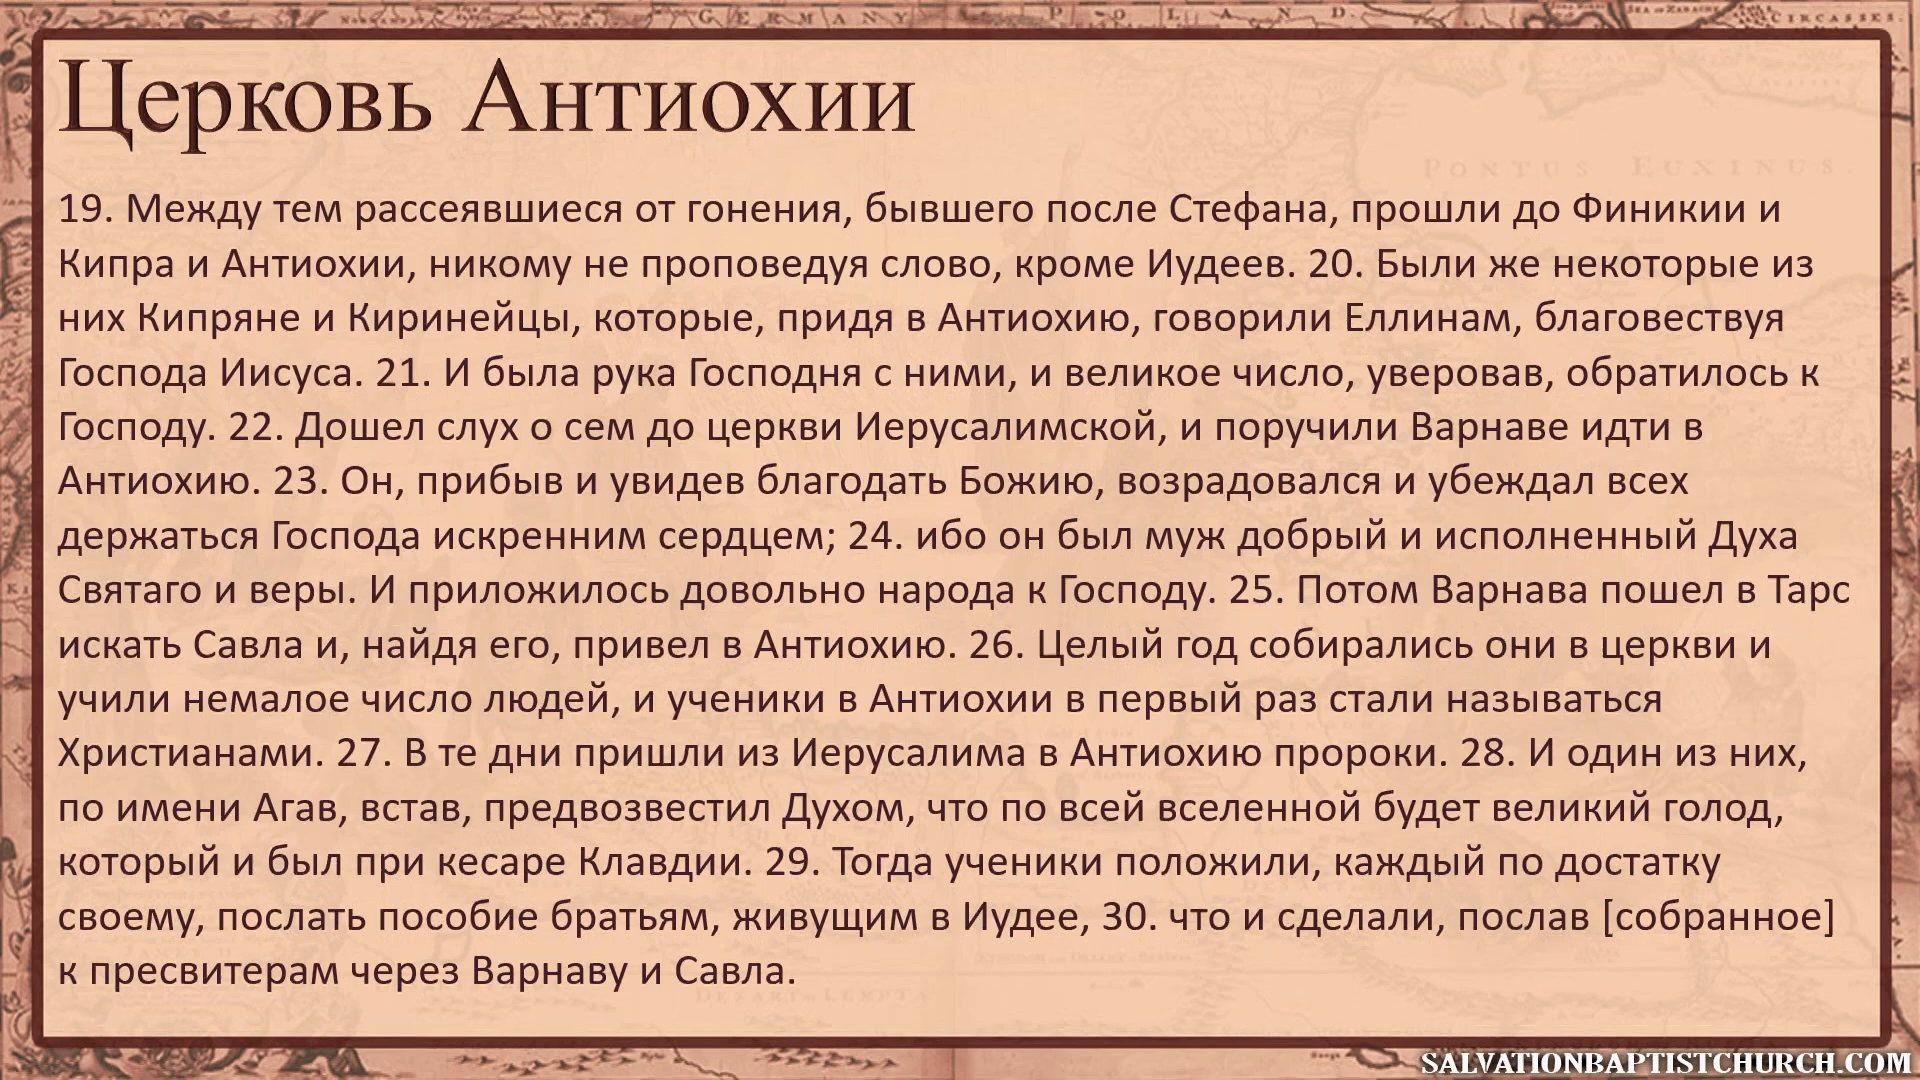 GERMANY POLAND.
CIRCASSES.
Церковь Антиохии
PONTUS EUXINUS.
19. Между тем рассеявшиеся от гонения, бывшего после Стефана, прошли до Финикии и
Кипра и Антиохии, никому не проповедуя слово, кроме Иудеев. 20. Были же некоторые из
них Кипряне и Киринейцы, которые, придя в Антиохию, говорили Еллинам, благовествуя
Господа Иисуса. 21. И была рука Господня с ними, и великое число, уверовав, обратилось к
Господу. 22. Дошел слух о сем до церкви Иерусалимской, и поручили Варнаве идти в
Антиохию. 23. Он, прибыв и увидев благодать Божию, возрадовался и убеждал всех
держаться Господа искренним сердцем; 24. ибо он был муж добрый и исполненный Духа
Святаго и веры. И приложилось довольно народа к Господу. 25. Потом Варнава пошел в Тарс
искать Савла и, найдя его, привел в Антиохию. 26. Целый год собирались они в церкви и
учили немалое число людей, и ученики в Антиохии в первый раз стали называться
Христианами. 27. В те дни пришли из Иерусалима в Антиохию пророки. 28. И один из них,
по имени Агав, встав, предвозвестил Духом, что по всей вселенной будет великий голод,
который и был при кесаре Клавдии. 29. Тогда ученики положили, каждый по достатку
своему, послать пособие братьям, живущим в Иудее, 30. что и сделали, послав [собранное]
к пресвитерам через Варнаву и Савла.
SALVATIONBAPTISTCHURCH.COM